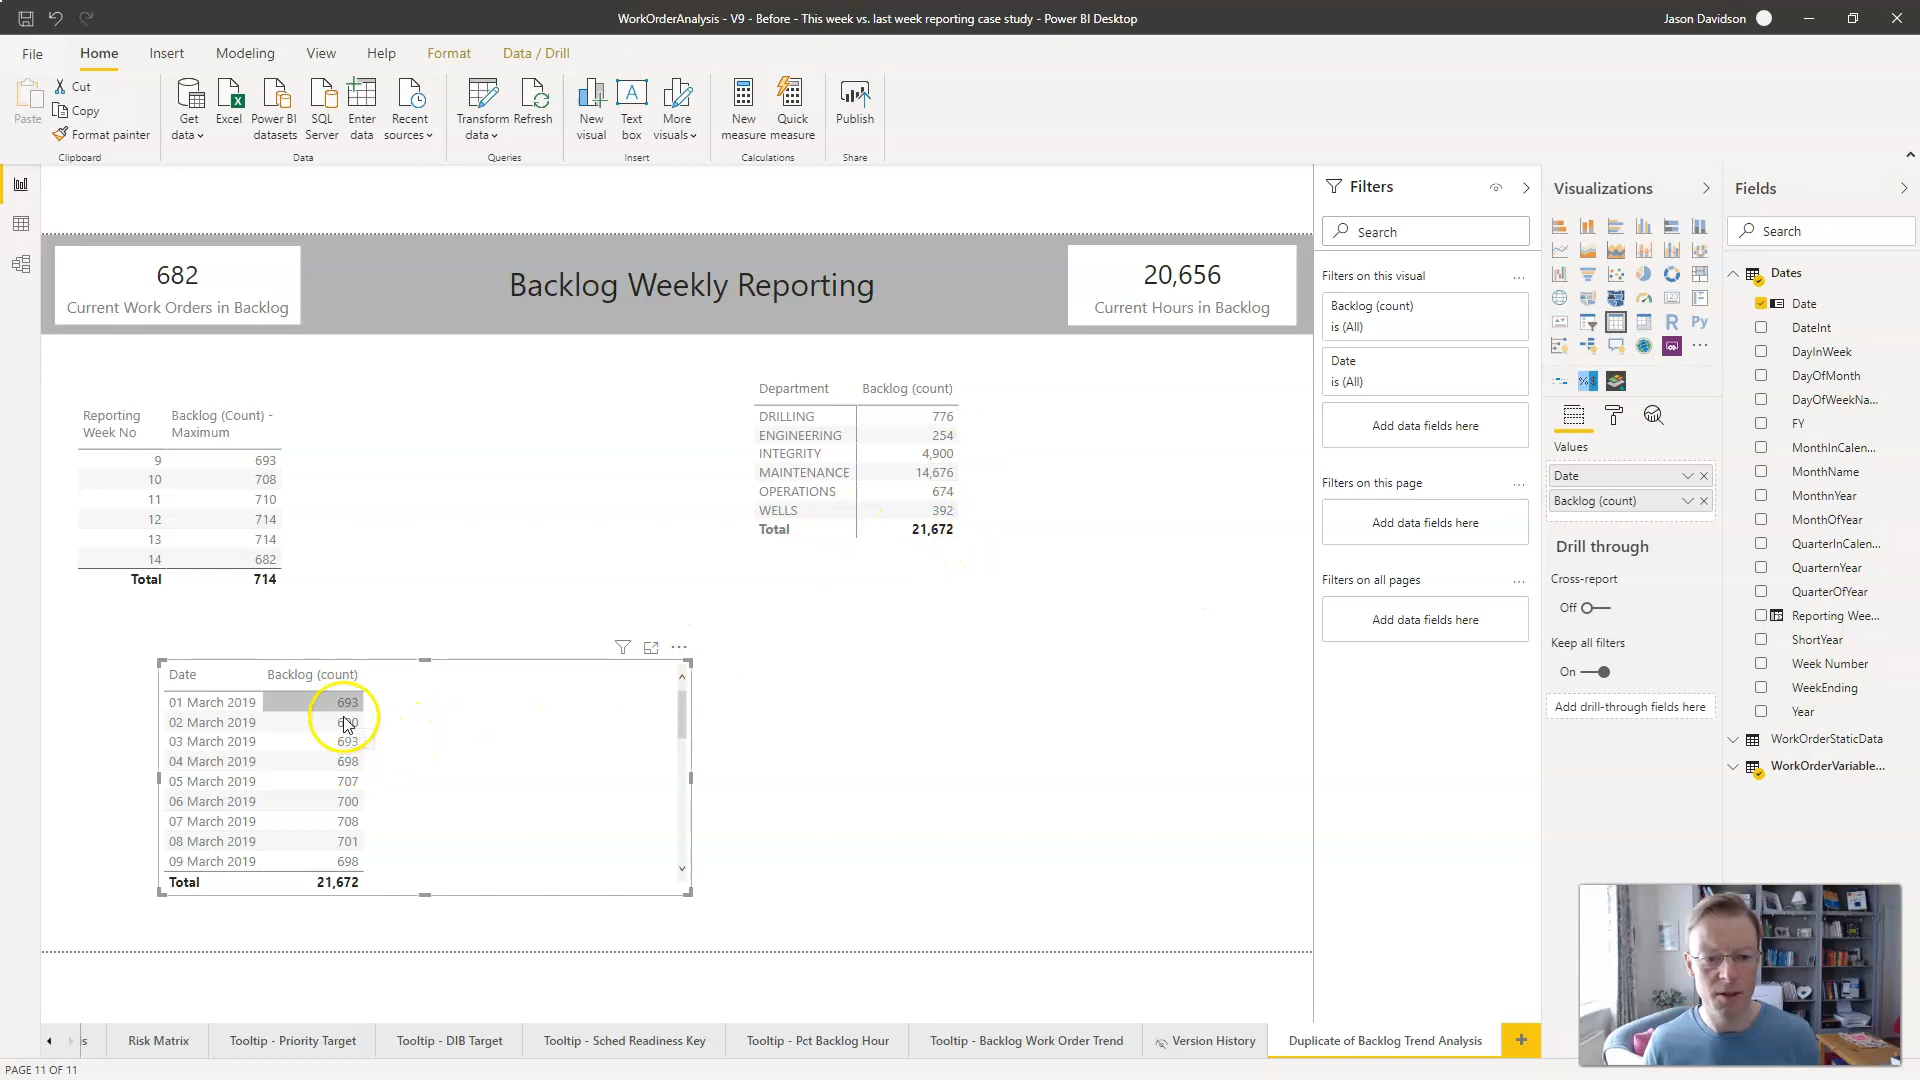 WorkOrderAnalysis - V9 - Before - This week vs. last week reporting case study - Power BI Desktop
Jason Davidson
File
Home
Insert
Modeling
View
Help
Format
Data / Drill
Paste
Cut
Copy
Format painter
Clipboard
Get data
Excel
Power BI datasets
SQL Server
Enter data
Recent sources
Data
Transform data
Refresh
Queries
New visual
Text box
More visuals
Insert
New measure
Quick measure
Calculations
Publish
Share
682
Current Work Orders in Backlog
Backlog Weekly Reporting
20,656
Current Hours in Backlog
Reporting Week No
Backlog (Count) - Maximum
9 693
10 708
11 710
12 714
13 714
14 682
Total 714
Department Backlog (count)
DRILLING 776
ENGINEERING 254
INTEGRITY 4,900
MAINTENANCE 14,676
OPERATIONS 674
WELLS 392
Total 21,672
Date Backlog (count)
01 March 2019 693
02 March 2019
03 March 2019 693
04 March 2019 698
05 March 2019 707
06 March 2019 700
07 March 2019 708
08 March 2019 701
09 March 2019 698
Total 21,672
Filters
Search
Filters on this visual ...
Backlog (count)
is (All)
Date
is (All)
Add data fields here
Filters on this page ...
Add data fields here
Filters on all pages ...
Add data fields here
Visualizations
R
Py
Values
Date
Backlog (count)
Drill through
Cross-report
Off
Keep all filters
On
Add drill-through fields here
Fields
Search
Dates
Date
DateInt
DayInWeek
DayOfMonth
DayOfWeekNa...
FY
MonthInCalen...
MonthName
MonthnYear
MonthOfYear
QuarterInCalen...
QuarternYear
QuarterOfYear
Reporting Wee...
ShortYear
Week Number
WeekEnding
Year
WorkOrderStaticData
WorkOrderVariable...
s
Risk Matrix
Tooltip - Priority Target
Tooltip - DIB Target
Tooltip - Sched Readiness Key
Tooltip - Pct Backlog Hour
Tooltip - Backlog Work Order Trend
Version History
Duplicate of Backlog Trend Analysis
PAGE 11 OF 11